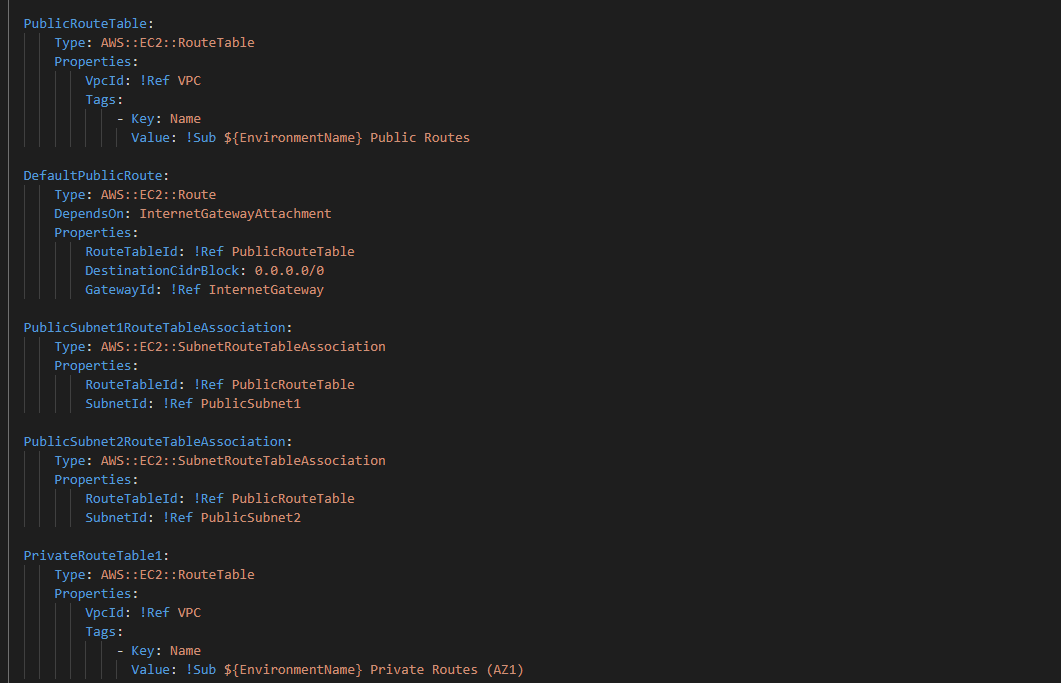 PublicRouteTable:
Type: AWS::EC2::RouteTable
Properties:
VpcId: !Ref VPC
Tags:
- Key: Name
Value: !Sub ${EnvironmentName} Public Routes
DefaultPublicRoute:
Type: AWS::EC2::Route
DependsOn: InternetGatewayAttachment
Properties:
RouteTableId: !Ref PublicRouteTable
DestinationCidrBlock: 0.0.0.0/0
GatewayId: !Ref InternetGateway
PublicSubnet1RouteTableAssociation:
Type: AWS::EC2::SubnetRouteTableAssociation
Properties:
RouteTableId: !Ref PublicRouteTable
SubnetId: !Ref PublicSubnet1
PublicSubnet2RouteTableAssociation:
Type: AWS::EC2::SubnetRouteTableAssociation
Properties:
RouteTableId: !Ref PublicRouteTable
SubnetId: !Ref PublicSubnet2
PrivateRouteTable1:
Type: AWS::EC2::RouteTable
Properties:
VpcId: !Ref VPC
Tags:
- Key: Name
Value: !Sub ${EnvironmentName} Private Routes (AZ1)